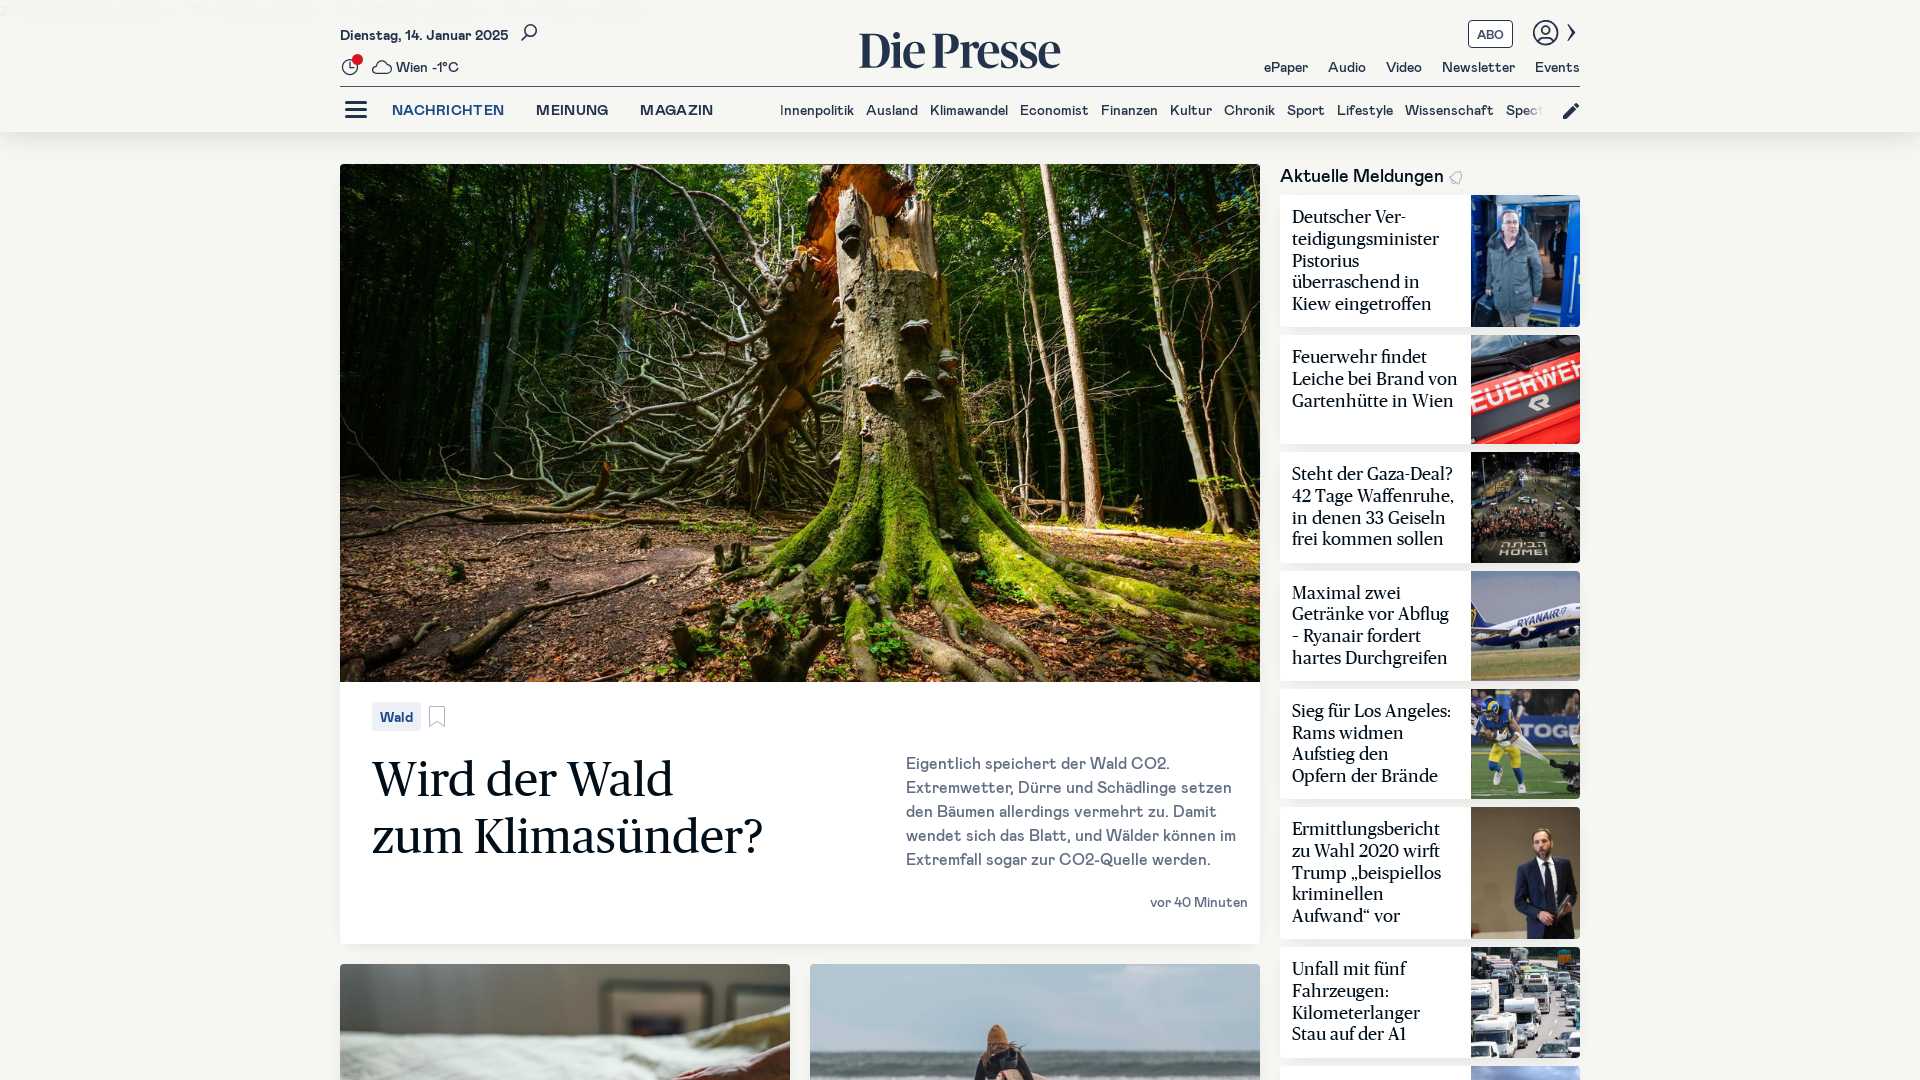 Dienstag, 14. Januar 2025
Wien -1°C
Die Presse
ABO
ePaper Audio Video Newsletter Events
NACHRICHTEN MEINUNG MAGAZIN
Innenpolitik Ausland Klimawandel Economist Finanzen Kultur Chronik Sport Lifestyle Wissenschaft Spect
Wald
Wird der Wald
zum Klimasünder?
Eigentlich speichert der Wald CO2.
Extremwetter, Dürre und Schädlinge setzen
den Bäumen allerdings vermehrt zu. Damit
wendet sich das Blatt, und Wälder können im
Extremfall sogar zur CO2-Quelle werden.
vor 40 Minuten
Aktuelle Meldungen
Deutscher Ver-
teidigungsminister
Pistorius
überraschend in
Kiew eingetroffen
Feuerwehr findet
Leiche bei Brand von
Gartenhütte in Wien
EUERWEHR
Steht der Gaza-Deal?
42 Tage Waffenruhe,
in denen 33 Geiseln
frei kommen sollen
הביתה
HOME!
Maximal zwei
Getränke vor Abflug
– Ryanair fordert
hartes Durchgreifen
RYANAIR
Sieg für Los Angeles:
Rams widmen
Aufstieg den
Opfern der Brände
TOGE
Ermittlungsbericht
zu Wahl 2020 wirft
Trump „beispiellos
kriminellen
Aufwand“ vor
Unfall mit fünf
Fahrzeugen:
Kilometerlanger
Stau auf der A1